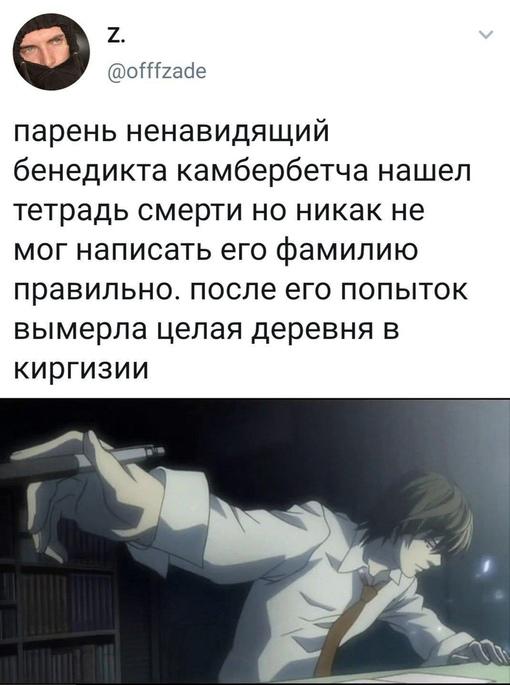 Z.
@offfzade
парень ненавидящий
бенедикта камбербетча нашел
тетрадь смерти но никак не
мог написать его фамилию
правильно. после его попыток
вымерла целая деревня в
киргизии